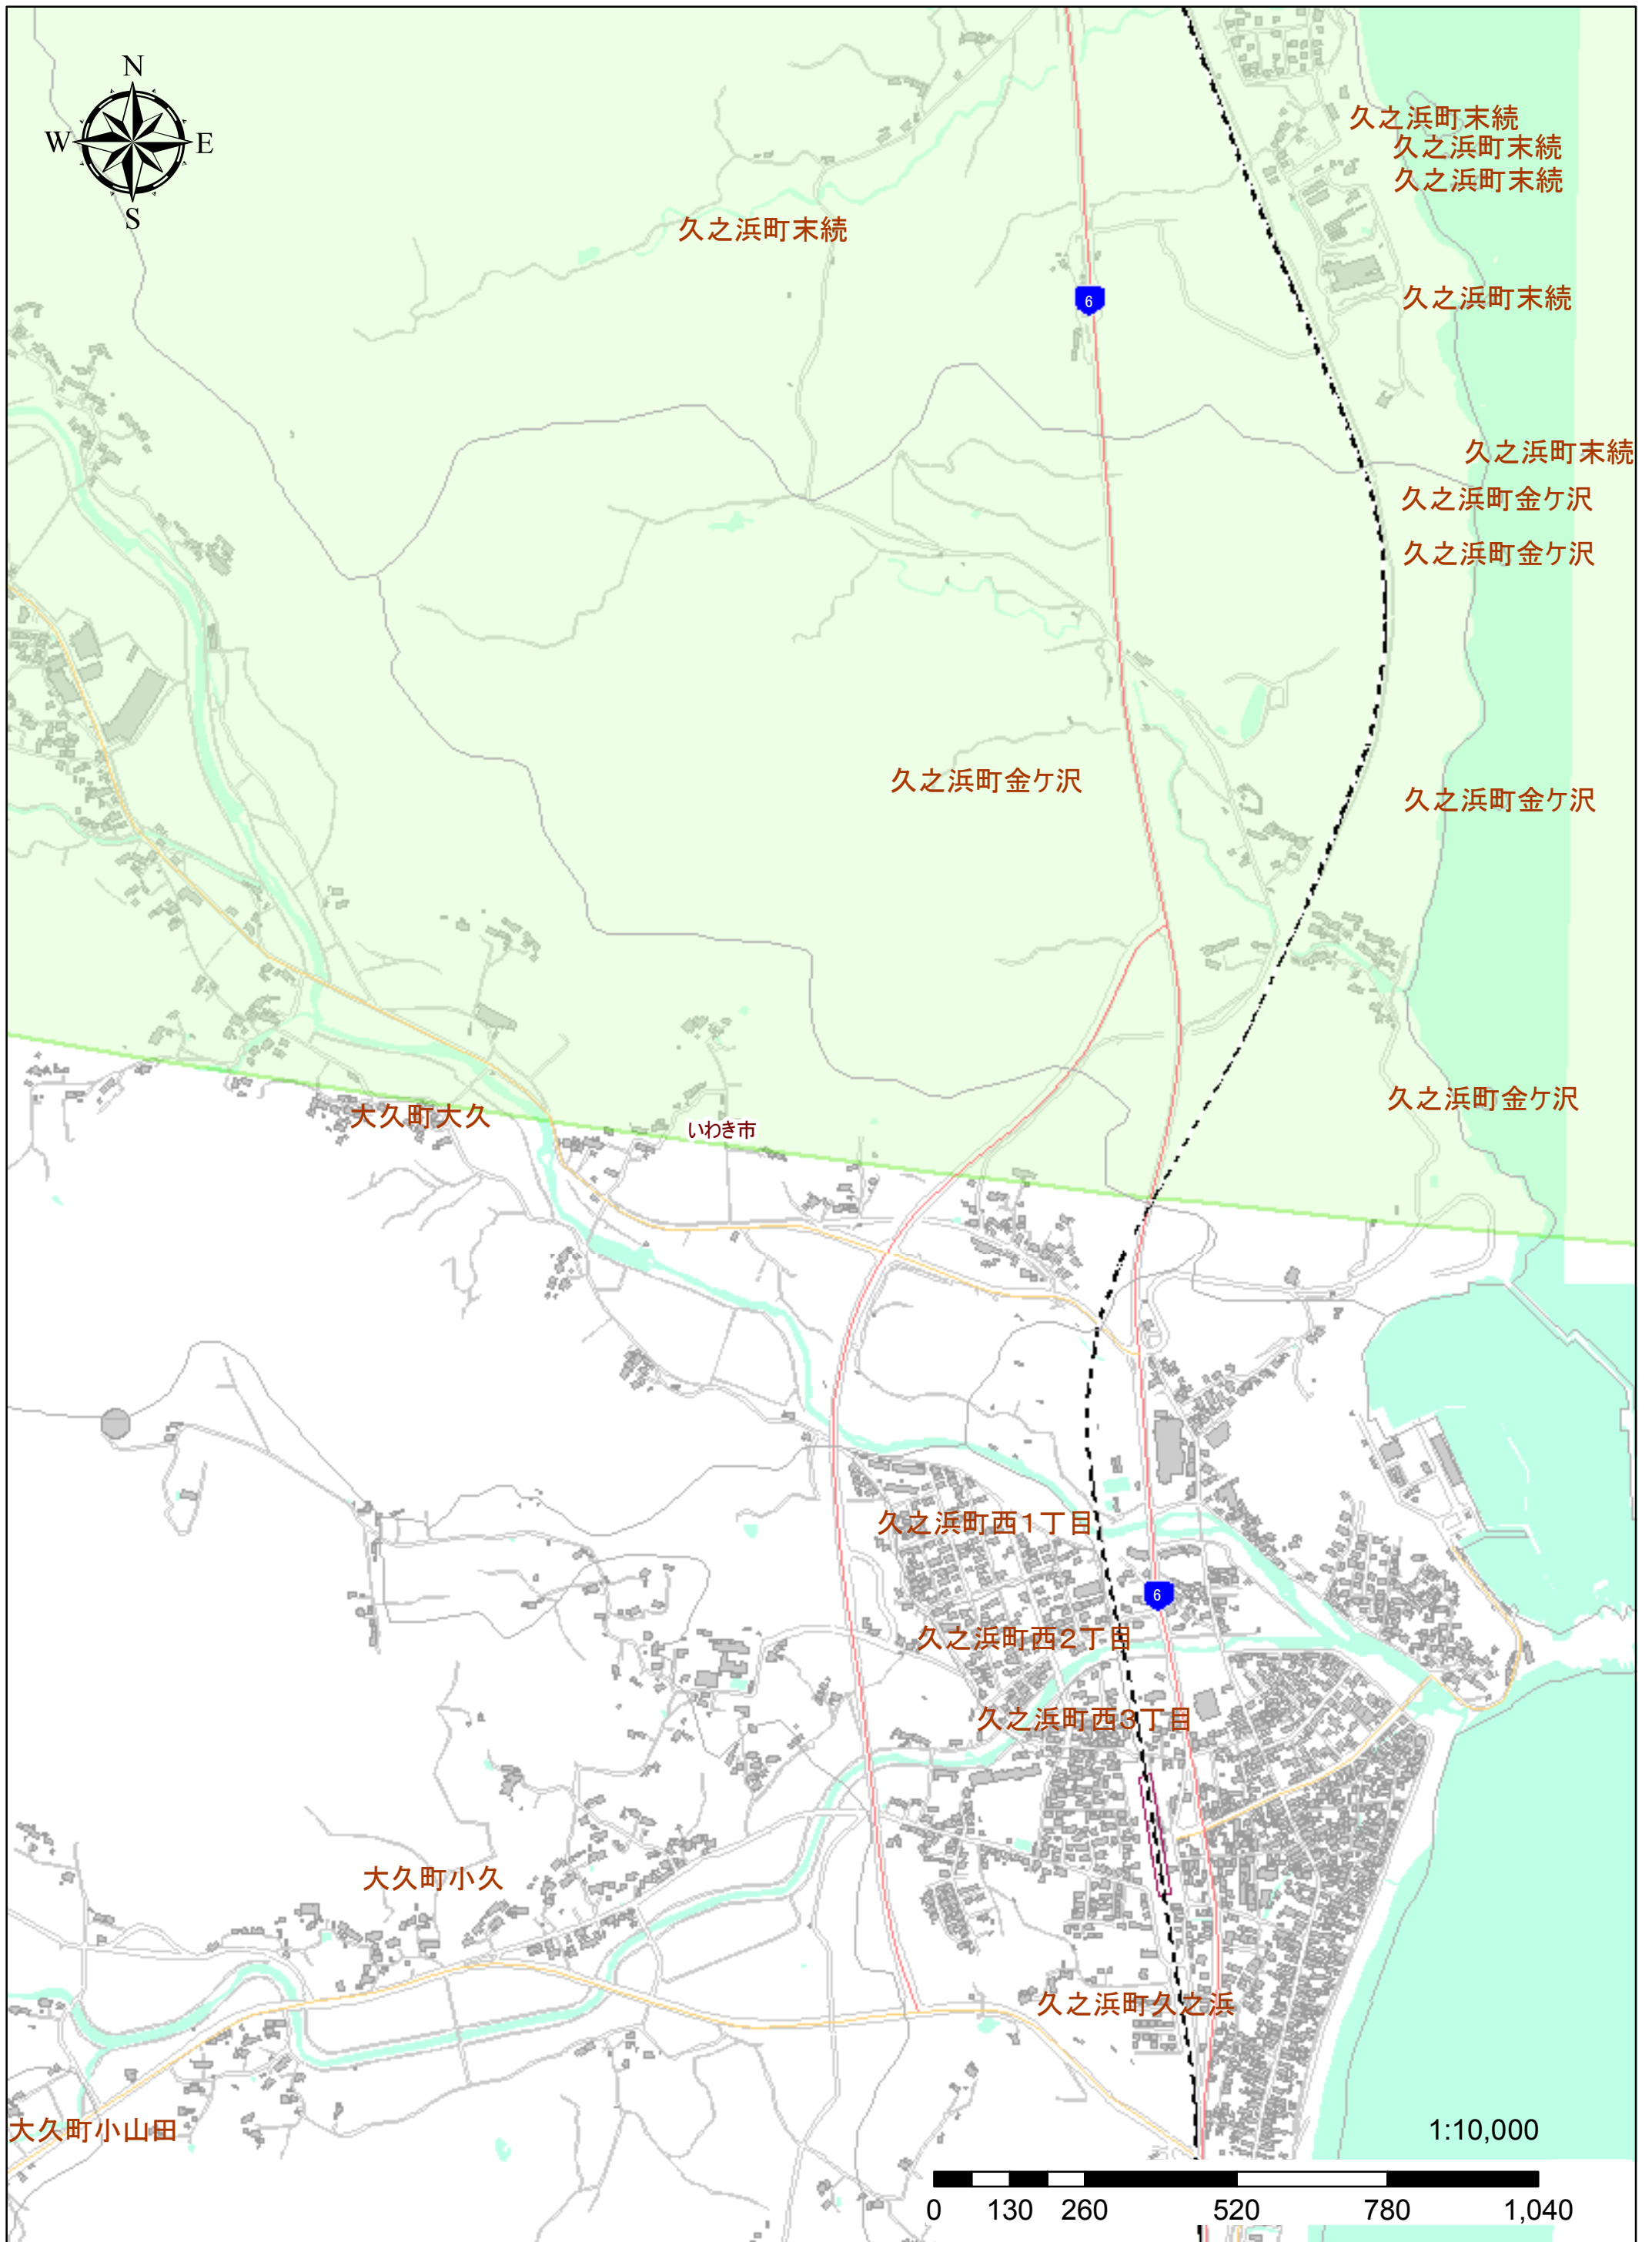 N
W E
S
久之浜町末続
久之浜町末続
久之浜町末続
久之浜町末続
6
久之浜町末続
久之浜町末続
久之浜町金ケ沢
久之浜町金ケ沢
久之浜町金ケ沢
久之浜町金ケ沢
久之浜町金ケ沢
大久町大久
いわき市
久之浜町西1丁目
6
久之浜町西2丁目
久之浜町西3丁目
大久町小久
久之浜町久之浜
大久町小山田
1:10,000
0 130 260 520 780 1,040